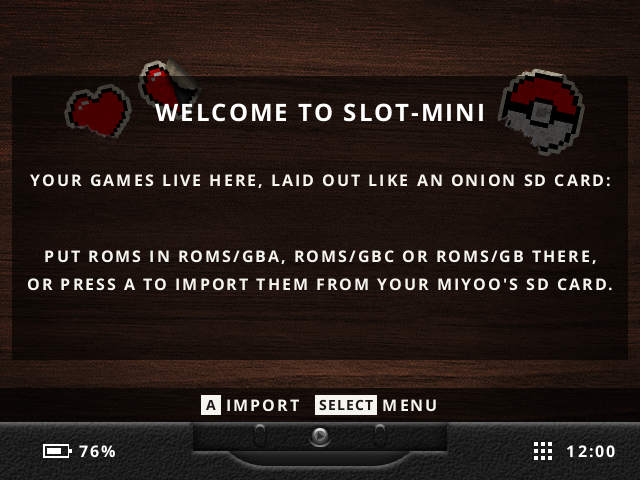 WELCOME TO SLOT-MINI
YOUR GAMES LIVE HERE, LAID OUT LIKE AN ONION SD CARD:
PUT ROMS IN ROMS/GBA, ROMS/GBC OR ROMS/GB THERE,
OR PRESS A TO IMPORT THEM FROM YOUR MIYOO'S SD CARD.
A IMPORT SELECT MENU
76% 12:00